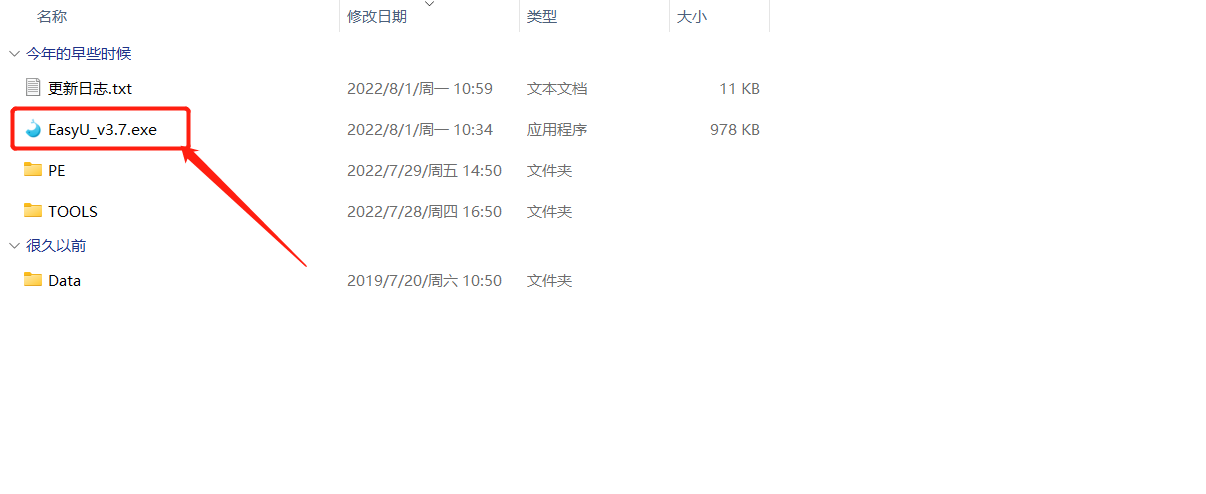 名称 修改日期 类型 大小
今年的早些时候
更新日志.txt 2022/8/1/周一 10:59 文本文档 11 KB
EasyU_v3.7.exe 2022/8/1/周一 10:34 应用程序 978 KB
PE 2022/7/29/周五 14:50 文件夹
TOOLS 2022/7/28/周四 16:50 文件夹
很久以前
Data 2019/7/20/周六 10:50 文件夹